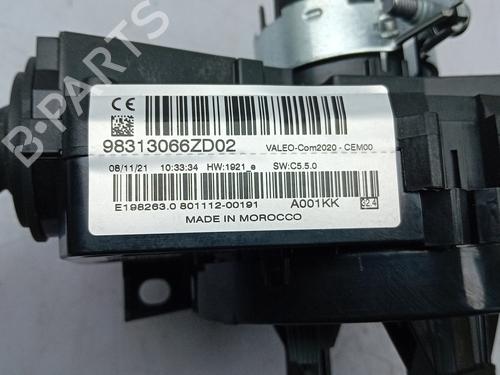 B-PARTS
CE
98313066ZD02
VALEO-Com2020 - CEM00
08/11/21 10:33:34 HW:1921_e SW:C5.5.0
E198263.0 801112-00191 A001KK 32.4
MADE IN MOROCCO